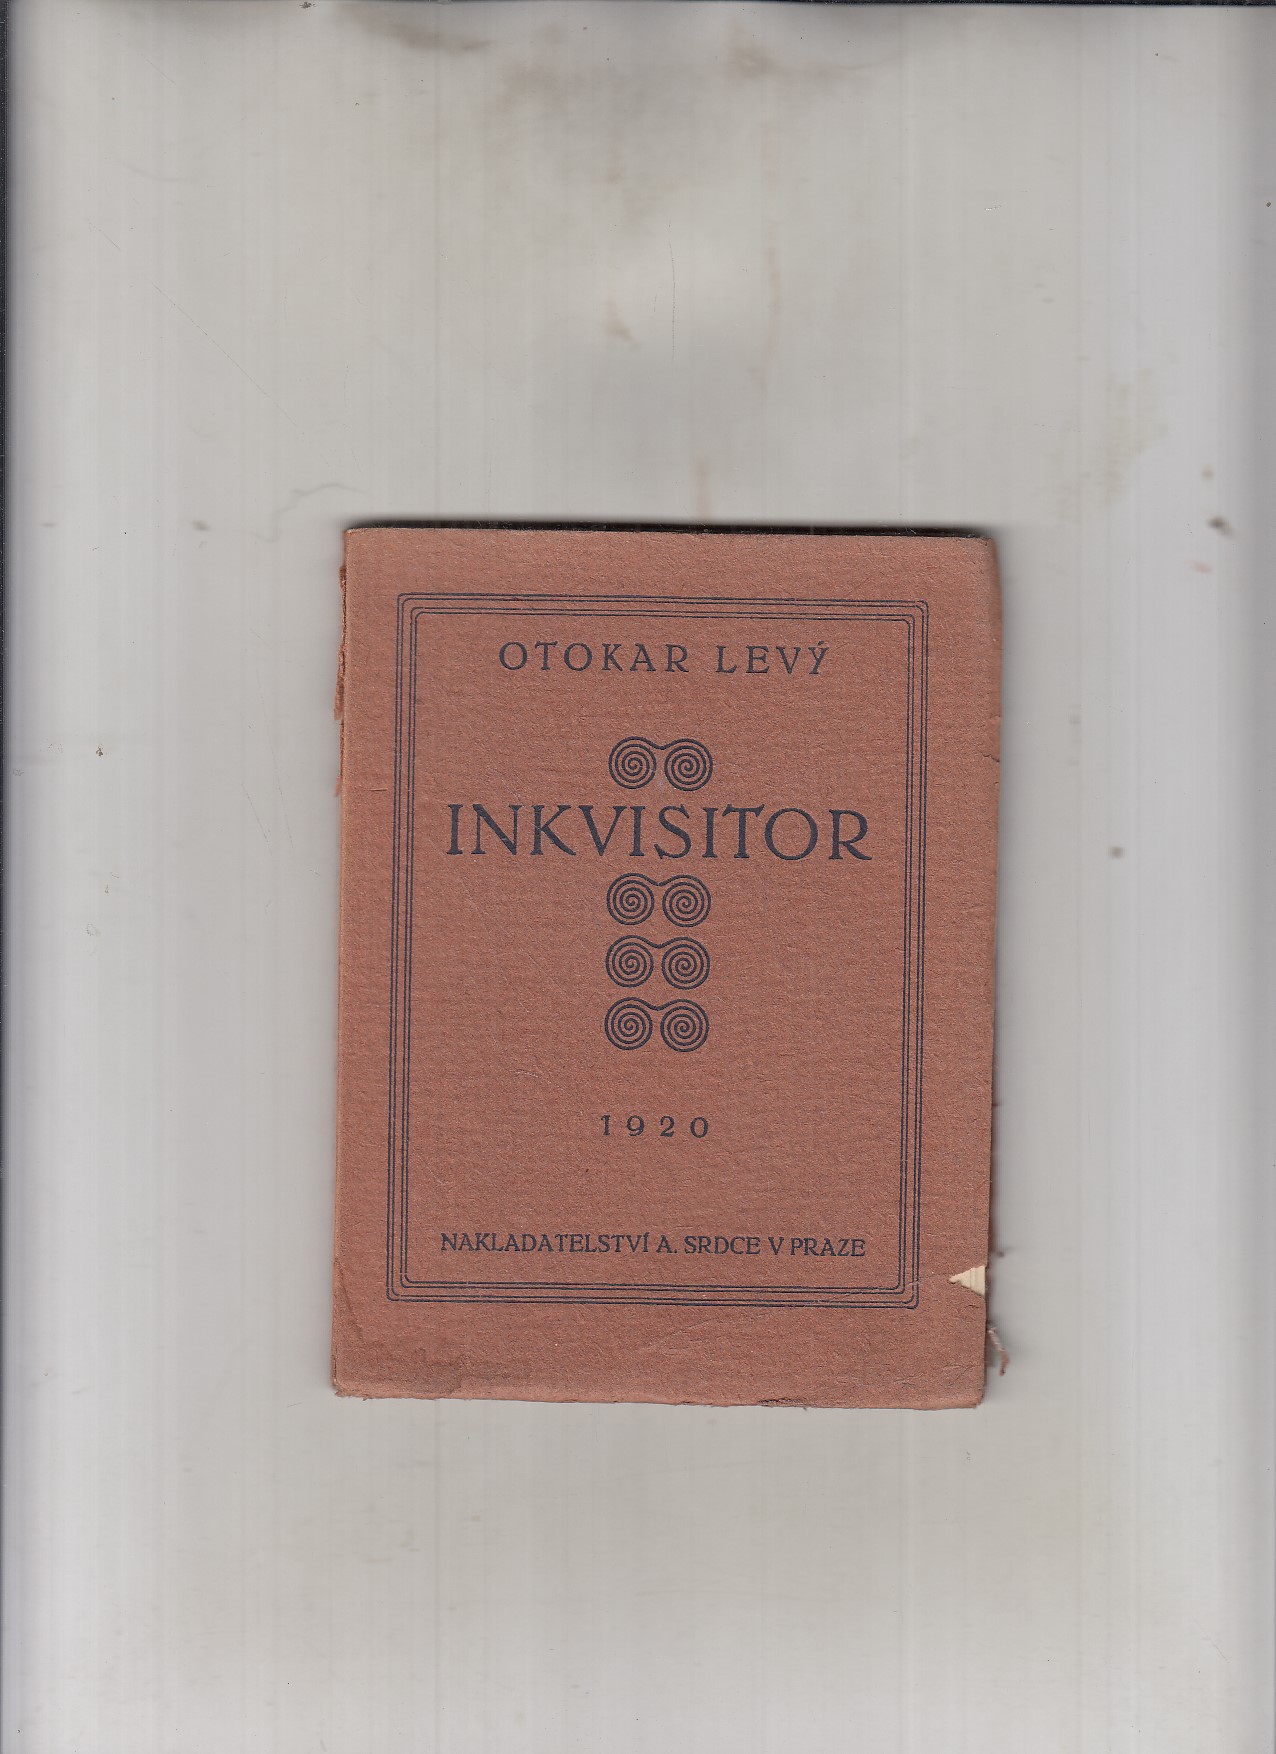 OTOKAR LEVÝ
INKVISITOR
1920
NAKLADATELSTVÍ A. SRDCE V PRAZE